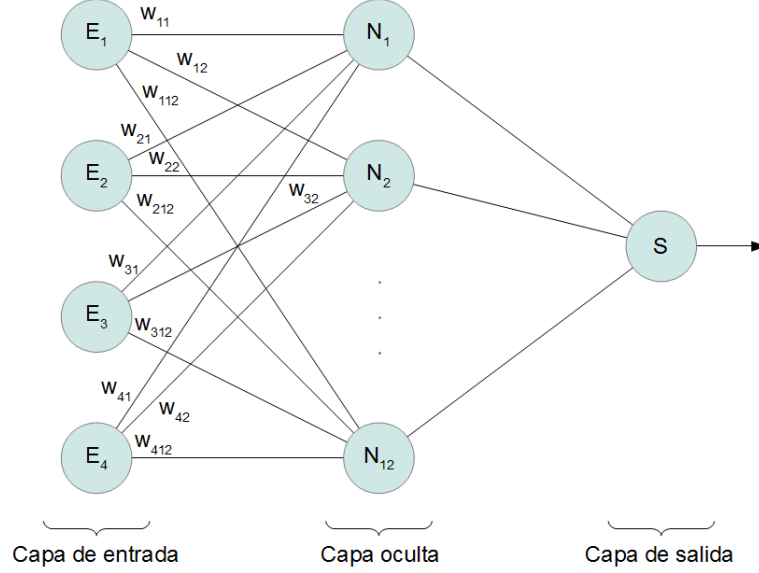 E1 w11 N1
w12
w112
w21
E2 w22 N2
w212 w32
S
w31
E3
w312
w41
w42
E4 w412 N12
Capa de entrada Capa oculta Capa de salida